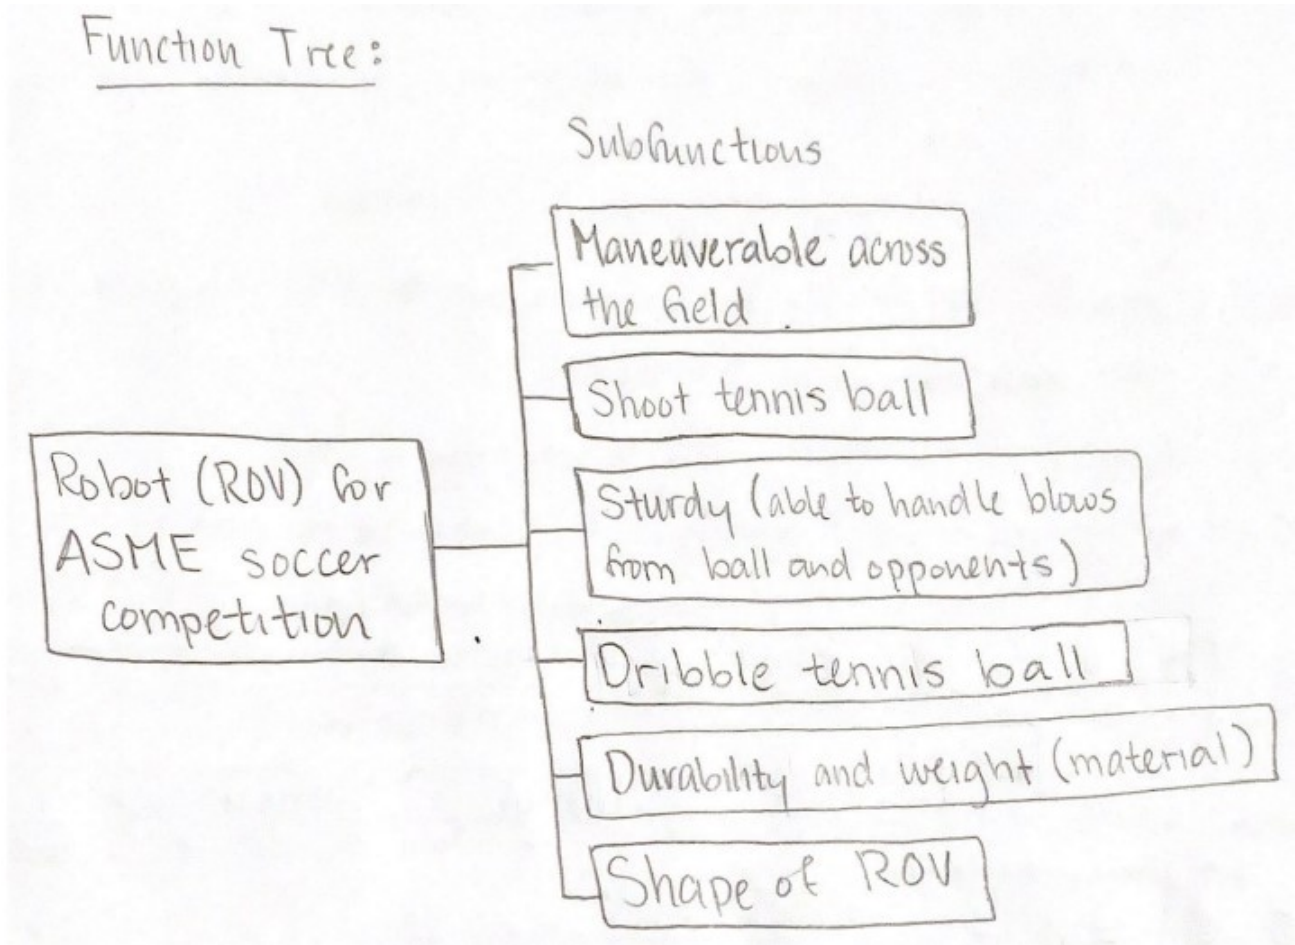 Function Tree:
Subfunctions
Maneuverable across
the field.
Shoot tennis ball
Robot (ROV) for
ASME soccer
competition
Sturdy (able to handle blows
from ball and opponents)
Dribble tennis ball
Durability and weight (material)
Shape of ROV